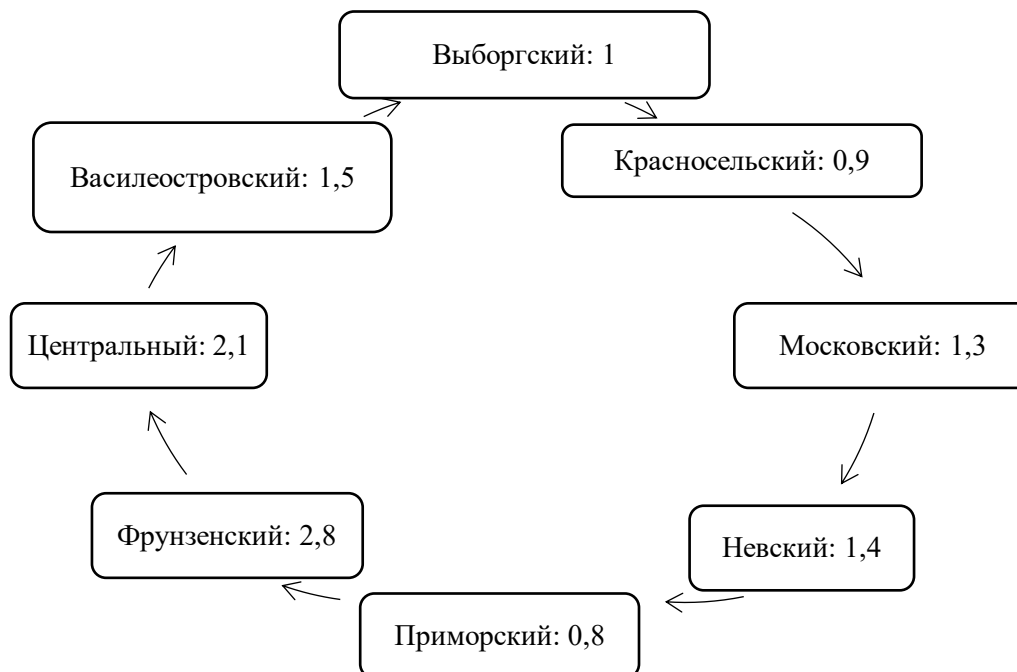 Выборгский: 1
Красносельский: 0,9
Московский: 1,3
Невский: 1,4
Приморский: 0,8
Фрунзенский: 2,8
Центральный: 2,1
Василеостровский: 1,5